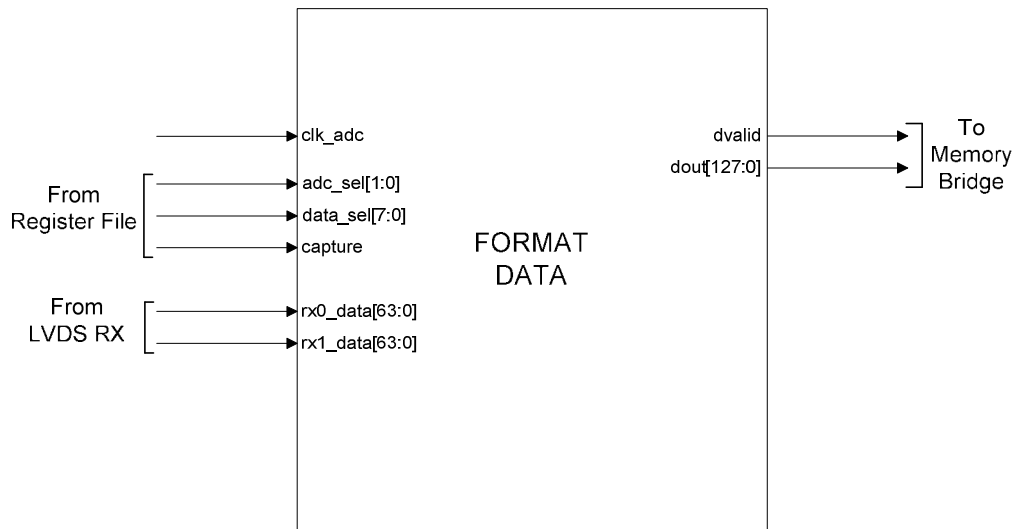 clk_adc
From
Register File
adc_sel[1:0]
data_sel[7:0]
capture
From
LVDS RX
rx0_data[63:0]
rx1_data[63:0]
FORMAT
DATA
dvalid
dout[127:0]
To
Memory
Bridge